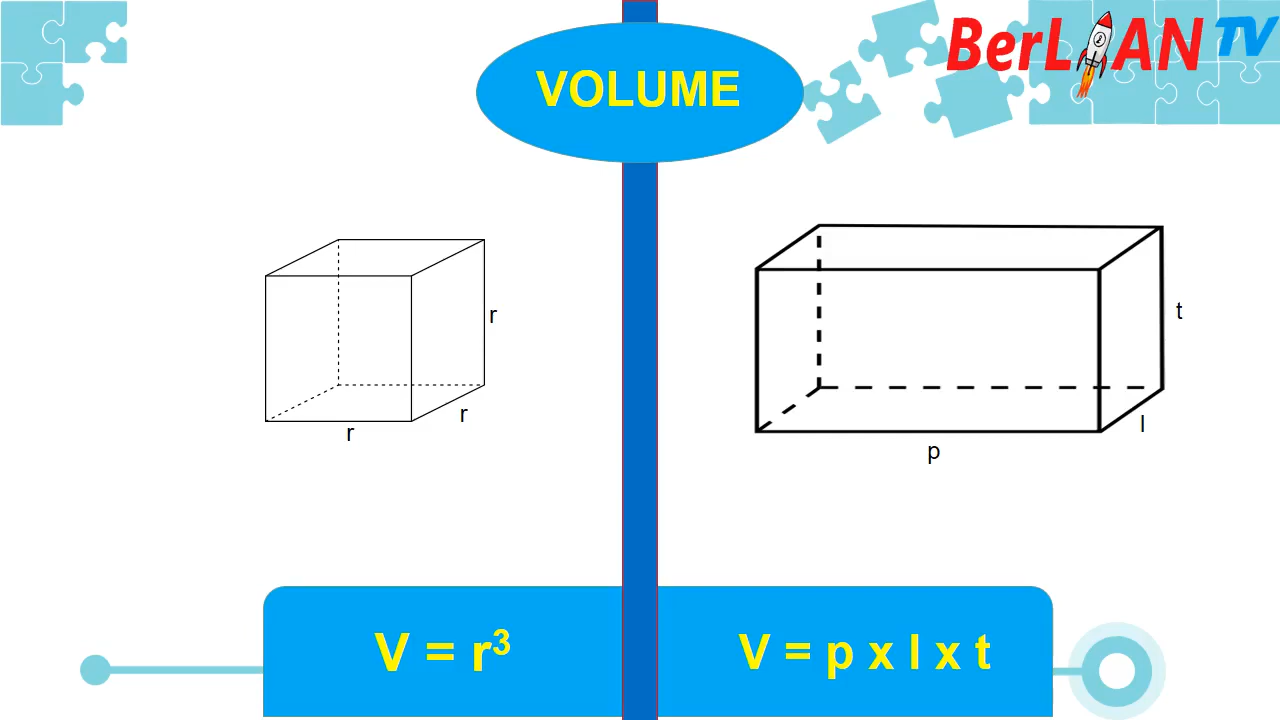 BerLIAN TV
VOLUME
r
r
r
t
l
p
V = r³
V = p x l x t